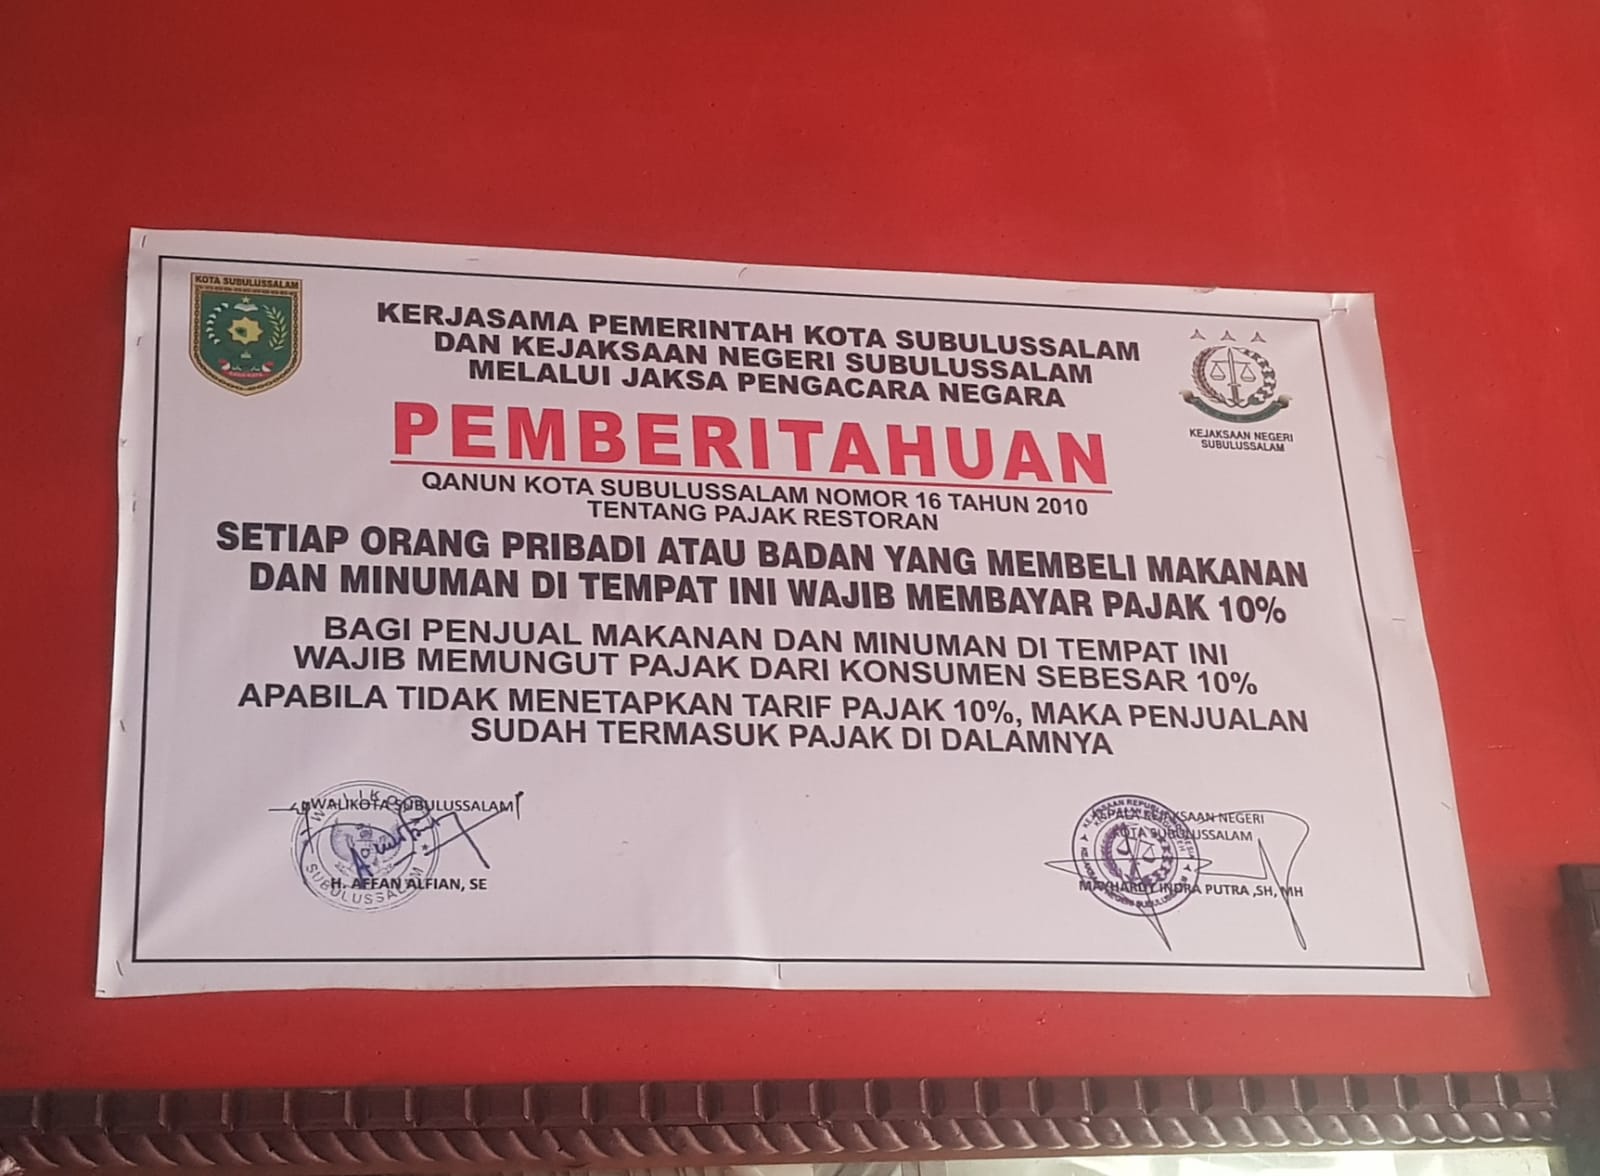 KOTA SUBULUSSALAM
KERJASAMA PEMERINTAH KOTA SUBULUSSALAM
DAN KEJAKSAAN NEGERI SUBULUSSALAM
MELALUI JAKSA PENGACARA NEGARA
KEJAKSAAN NEGERI
SUBULUSSALAM
PEMBERITAHUAN
QANUN KOTA SUBULUSSALAM NOMOR 16 TAHUN 2010
TENTANG PAJAK RESTORAN
SETIAP ORANG PRIBADI ATAU BADAN YANG MEMBELI MAKANAN
DAN MINUMAN DI TEMPAT INI WAJIB MEMBAYAR PAJAK 10%
BAGI PENJUAL MAKANAN DAN MINUMAN DI TEMPAT INI
WAJIB MEMUNGUT PAJAK DARI KONSUMEN SEBESAR 10%
APABILA TIDAK MENETAPKAN TARIF PAJAK 10%, MAKA PENJUALAN
SUDAH TERMASUK PAJAK DI DALAMNYA
WALIKOTA SUBULUSSALAM
WALIKOTA
SUBULUSSALAM
H. AFFAN ALFIAN, SE
KEPALA KEJAKSAAN NEGERI
KOTA SUBULUSSALAM
MAYHARDY INDRA PUTRA ,SH, MH